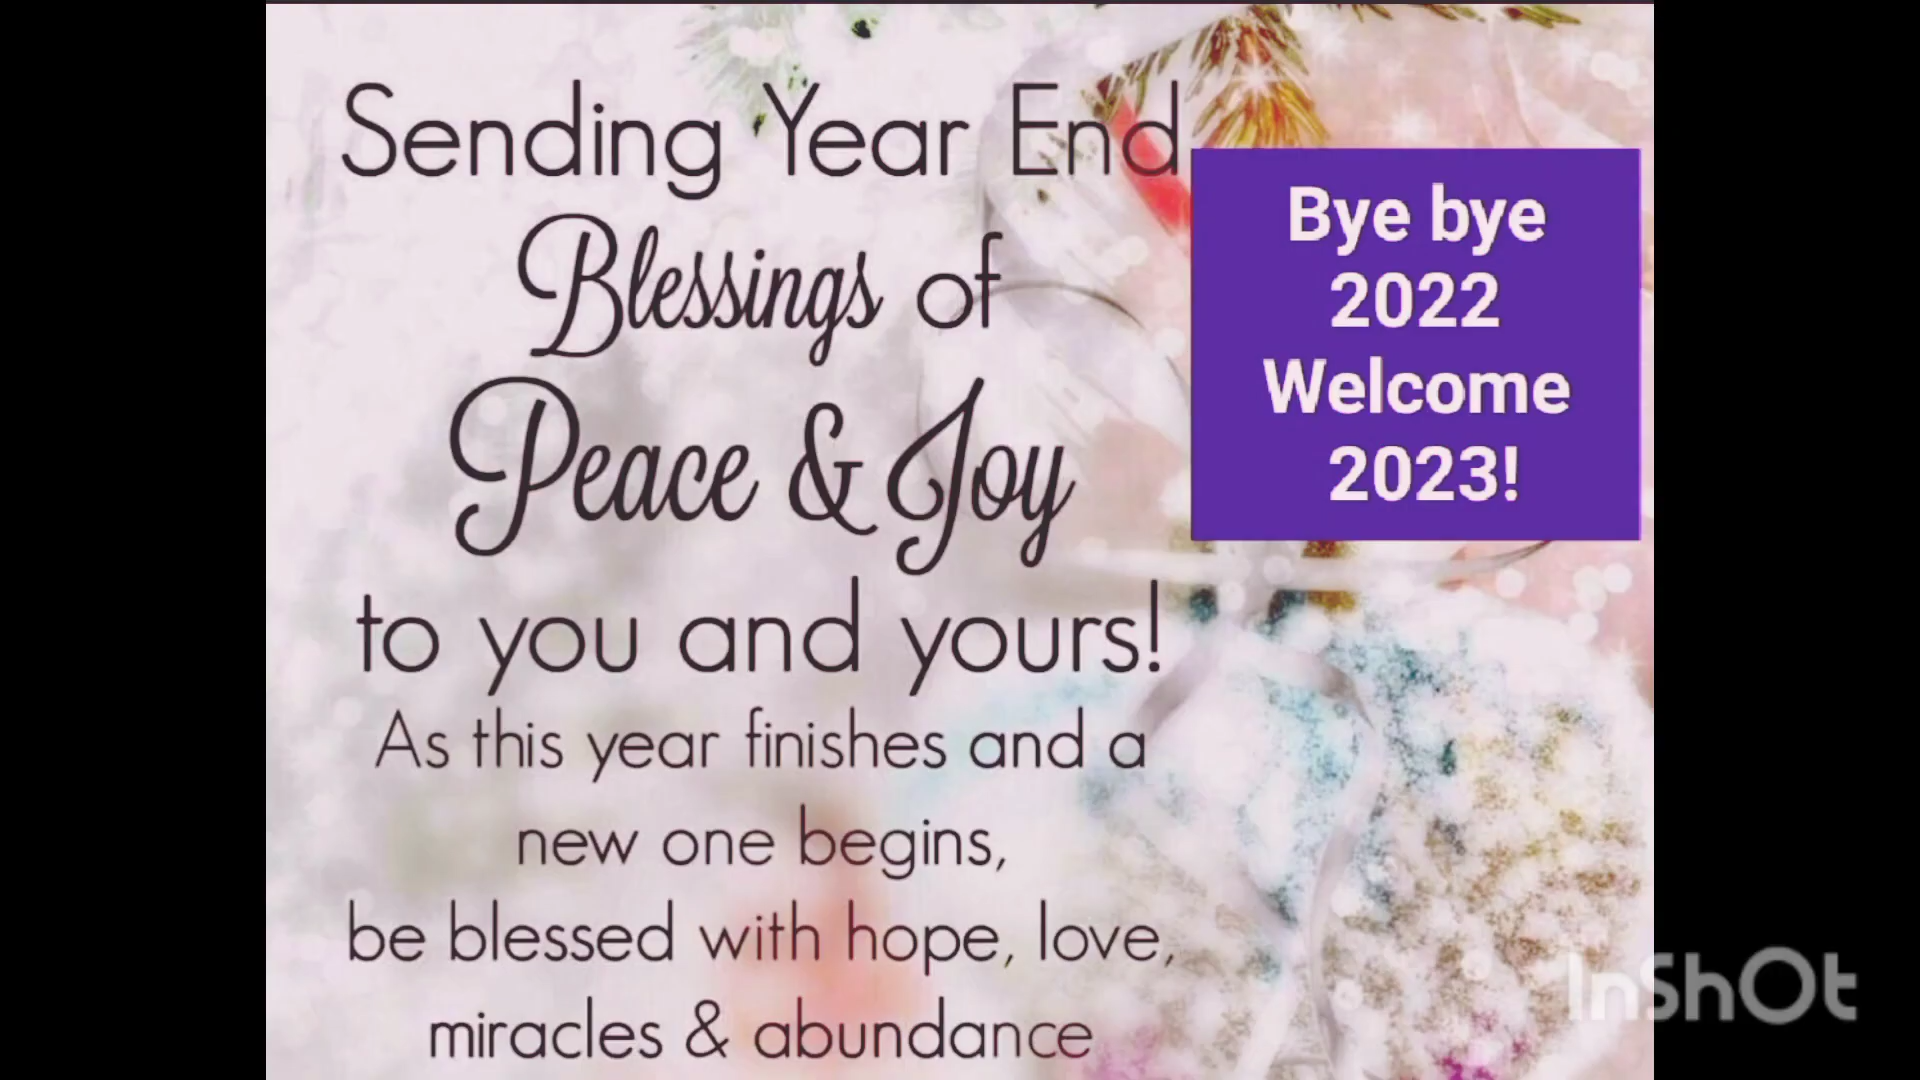 Sending Year End
Blessings of
Peace & Joy
to you and yours!
As this year finishes and a
new one begins,
be blessed with hope, love,
miracles & abundance
Bye bye
2022
Welcome
2023!
InShOt